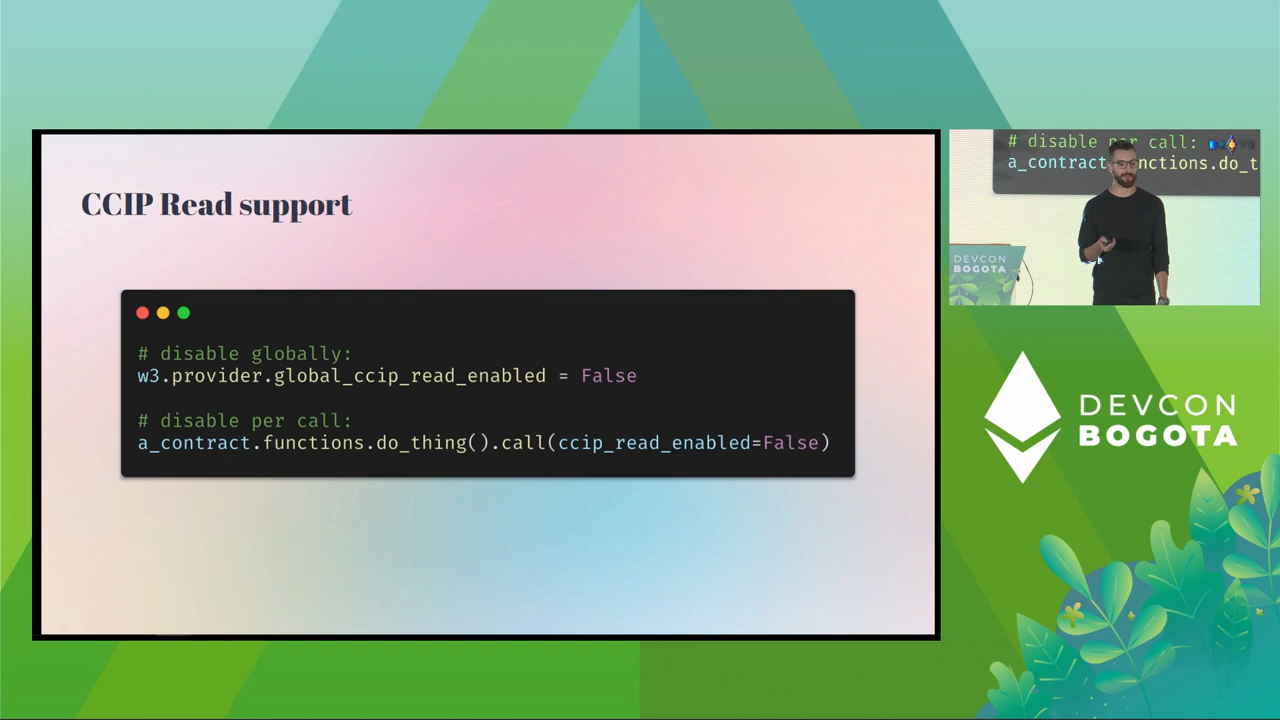 CCIP Read support
# disable globally:
w3.provider.global_ccip_read_enabled = False
# disable per call:
a_contract.functions.do_thing().call(ccip_read_enabled=False)
# disable per call:
a_contract functions.do_t
DEVCON
BOGOTA
DEVCON
BOGOTA